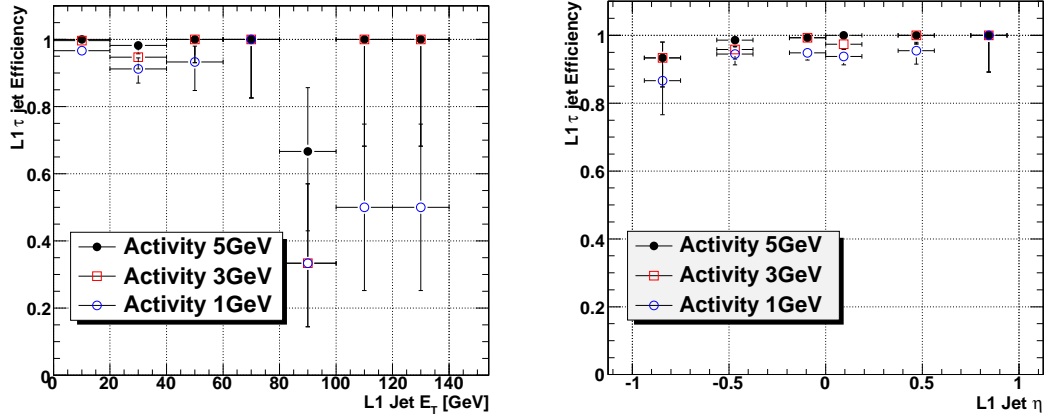 L1 τ jet Efficiency
1
0.8
0.6
0.4
0.2
0
Activity 5GeV
Activity 3GeV
Activity 1GeV
0 20 40 60 80 100 120 140
L1 Jet E_T [GeV]
L1 τ jet Efficiency
1
0.8
0.6
0.4
0.2
0
Activity 5GeV
Activity 3GeV
Activity 1GeV
-1 -0.5 0 0.5 1
L1 Jet η